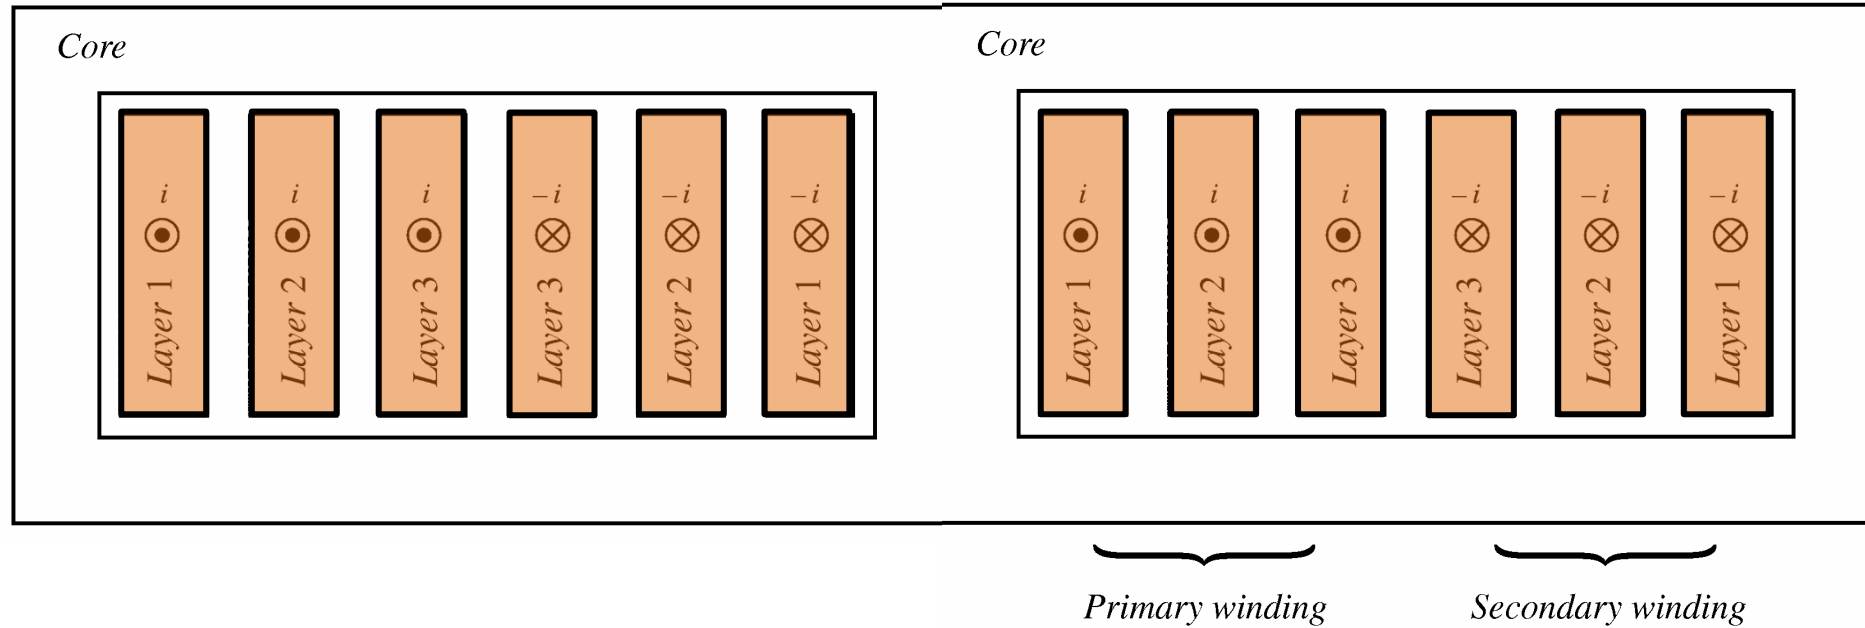 Core
Core
i
i
i
– i
– i
– i
i
i
i
– i
– i
– i
Layer 1
Layer 2
Layer 3
Layer 3
Layer 2
Layer 1
Layer 1
Layer 2
Layer 3
Layer 3
Layer 2
Layer 1
Primary winding
Secondary winding